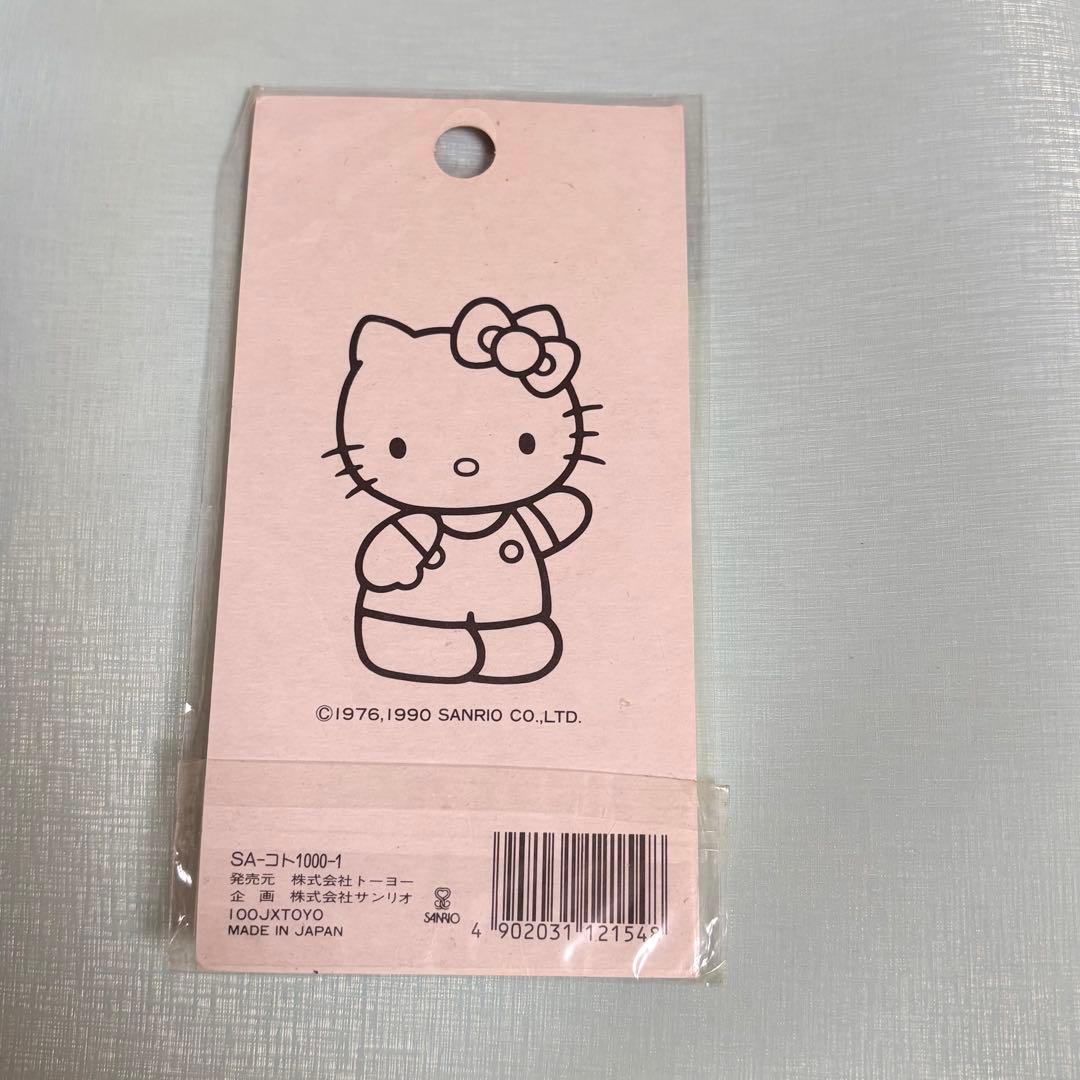 ©1976,1990 SANRIO CO.,LTD.
SA-コト1000-1
発売元　株式会社トーヨー
企　画　株式会社サンリオ
100JXTOYO
MADE IN JAPAN
SANRIO
4 902031 121548